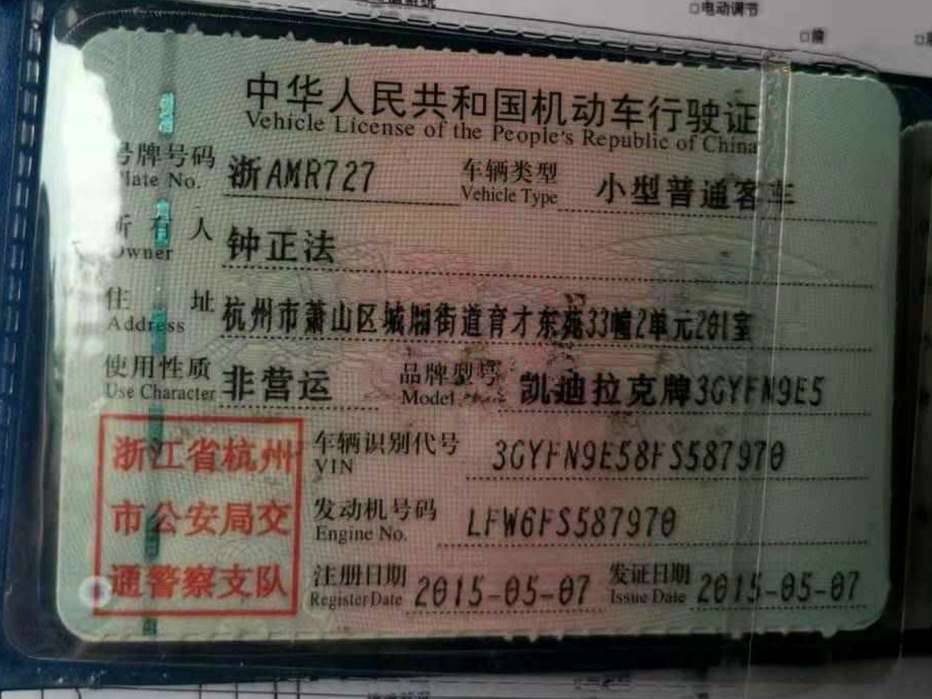 电动调节
中华人民共和国机动车行驶证
Vehicle License of the People's Republic of China
号牌号码 浙AMR727 车辆类型 小型普通客车
Plate No. Vehicle Type
所有人 钟正法
Owner
住址 杭州市萧山区城厢街道育才东苑33幢2单元201室
Address
使用性质 非营运 品牌型号 凯迪拉克牌3GYFN9E5
Use Character Model
浙江省杭州
市公安局交
通警察支队
车辆识别代号 3GYFN9E58FS587970
VIN
发动机号码 LFW6FS587970
Engine No.
注册日期 2015-05-07 发证日期 2015-05-07
Register Date Issue Date